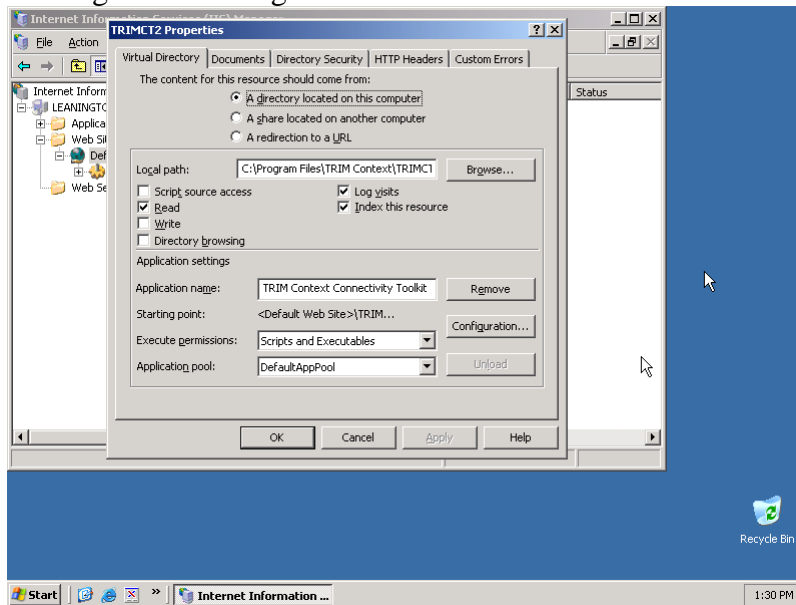 Internet Information Services (IIS) Manager
TRIMCT2 Properties
File Action
Virtual Directory Documents Directory Security HTTP Headers Custom Errors
The content for this resource should come from:
A directory located on this computer
A share located on another computer
A redirection to a URL
Internet Inform
Status
LEANINGTO
Applica
Web Sit
Def
Web Se
Local path: C:\Program Files\TRIM Context\TRIMCT Browse...
Script source access Log visits
Read Index this resource
Write
Directory browsing
Application settings
Application name: TRIM Context Connectivity Toolkit Remove
Starting point: <Default Web Site>\TRIM...
Configuration...
Execute permissions: Scripts and Executables
Application pool: DefaultAppPool Unload
OK Cancel Apply Help
Recycle Bin
Start » Internet Information ... 1:30 PM